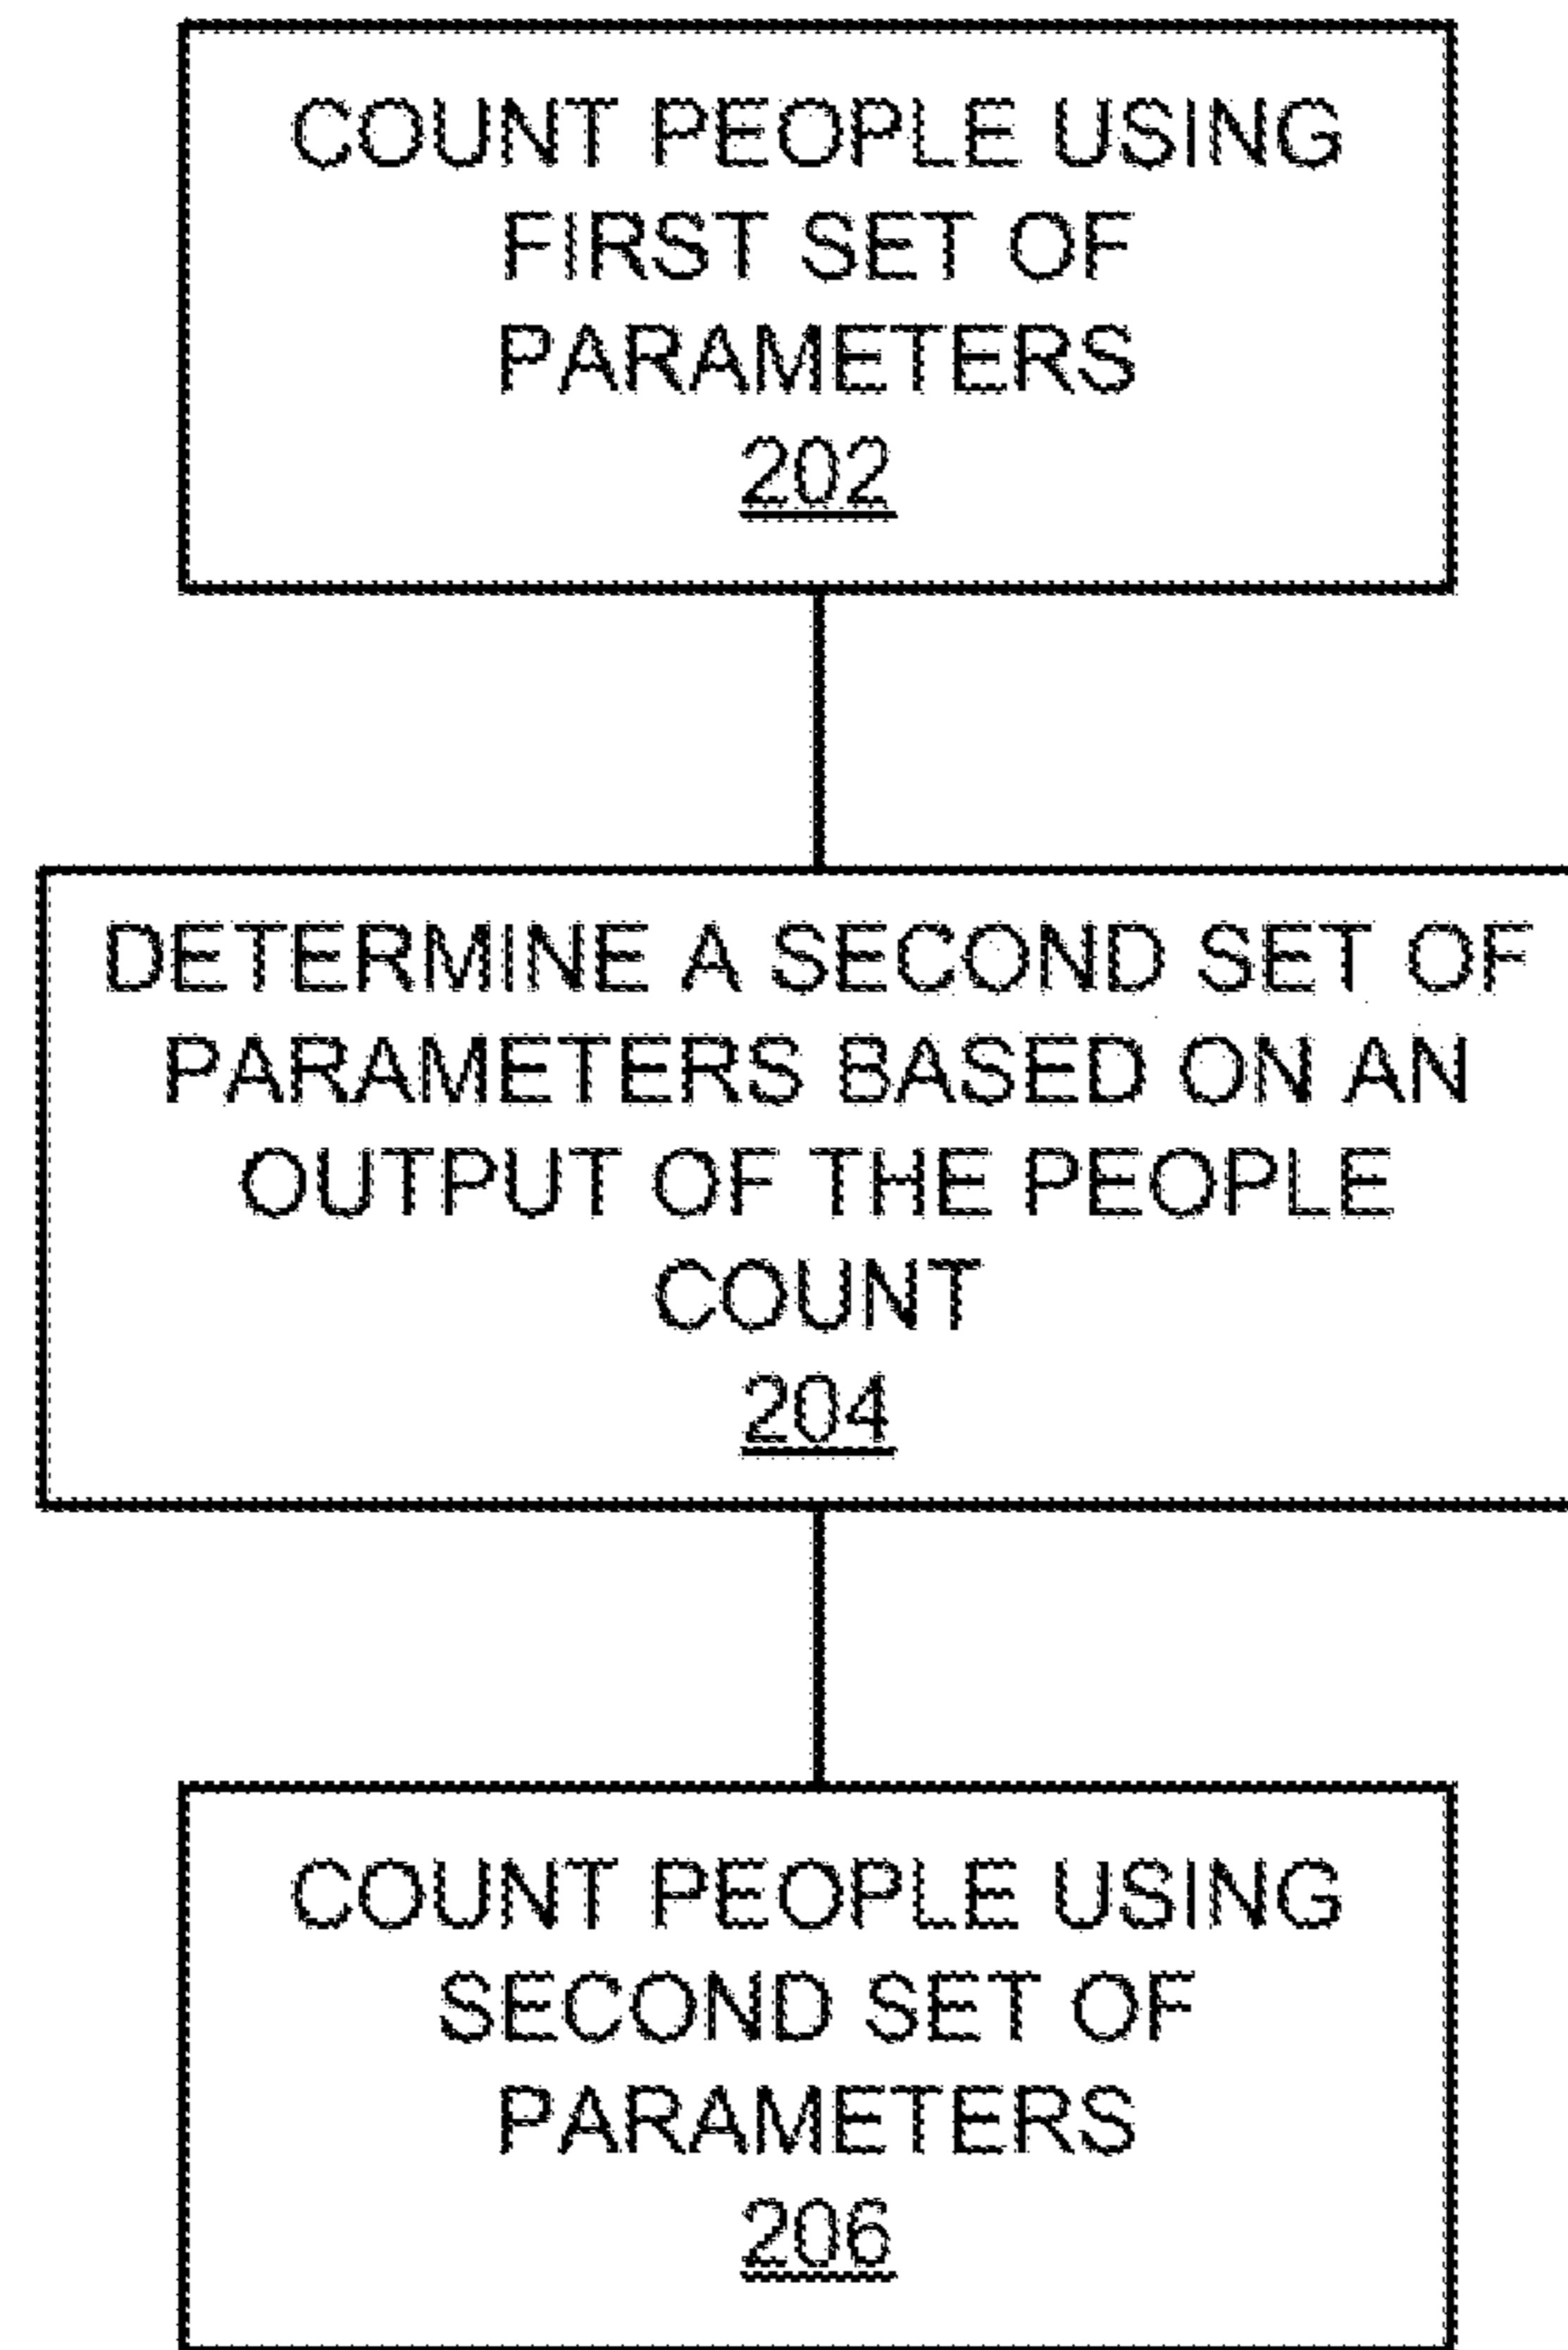 COUNT PEOPLE USING
FIRST SET OF
PARAMETERS
202
DETERMINE A SECOND SET OF
PARAMETERS BASED ON AN
OUTPUT OF THE PEOPLE
COUNT
204
COUNT PEOPLE USING
SECOND SET OF
PARAMETERS
206